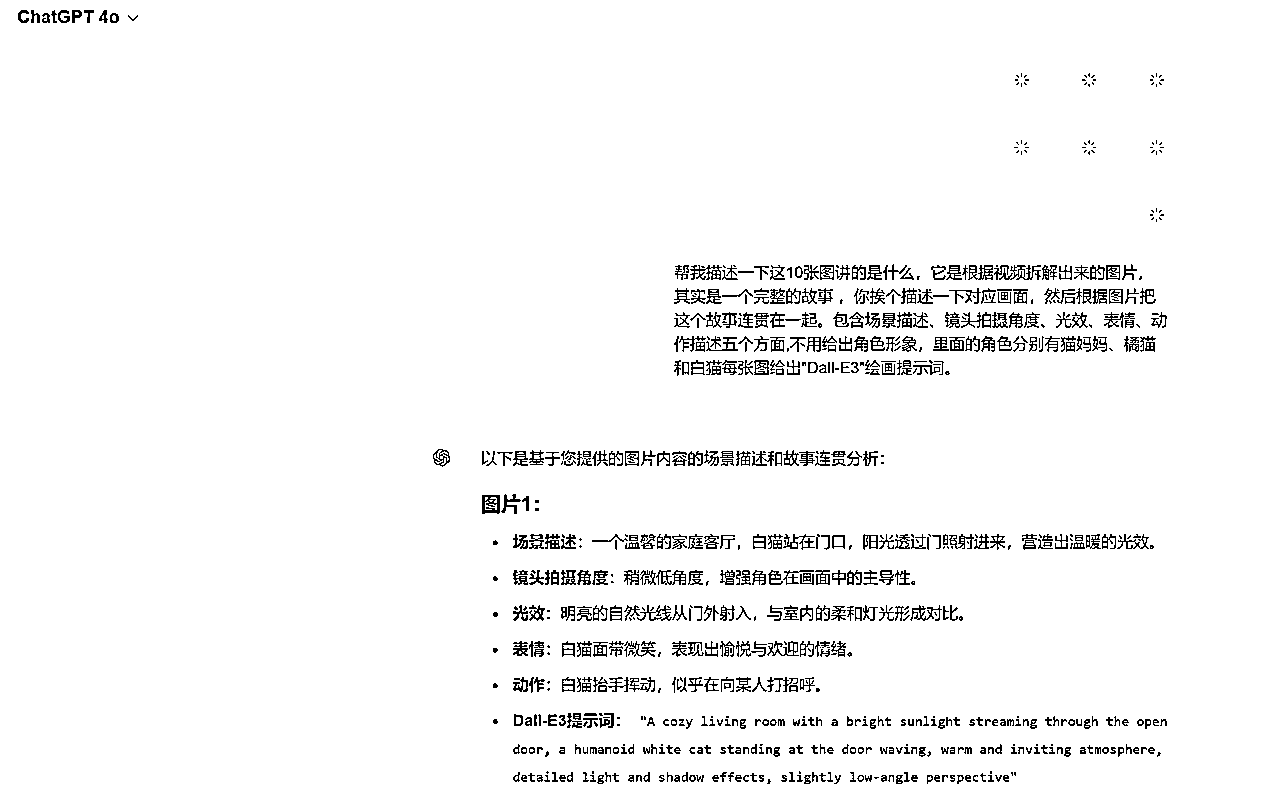 ChatGPT 4o
帮我描述一下这10张图讲的是什么，它是根据视频拆解出来的图片，
其实是一个完整的故事 ，你挨个描述一下对应画面，然后根据图片把
这个故事连贯在一起。包含场景描述、镜头拍摄角度、光效、表情、动
作描述五个方面,不用给出角色形象，里面的角色分别有猫妈妈、橘猫
和白猫每张图给出"Dall-E3"绘画提示词。
以下是基于您提供的图片内容的场景描述和故事连贯分析：
图片1：
• 场景描述：一个温馨的家庭客厅，白猫站在门口，阳光透过门照射进来，营造出温暖的光效。
• 镜头拍摄角度：稍微低角度，增强角色在画面中的主导性。
• 光效：明亮的自然光线从门外射入，与室内的柔和灯光形成对比。
• 表情：白猫面带微笑，表现出愉悦与欢迎的情绪。
• 动作：白猫抬手挥动，似乎在向某人打招呼。
• Dall-E3提示词： "A cozy living room with a bright sunlight streaming through the open
door, a humanoid white cat standing at the door waving, warm and inviting atmosphere,
detailed light and shadow effects, slightly low-angle perspective"